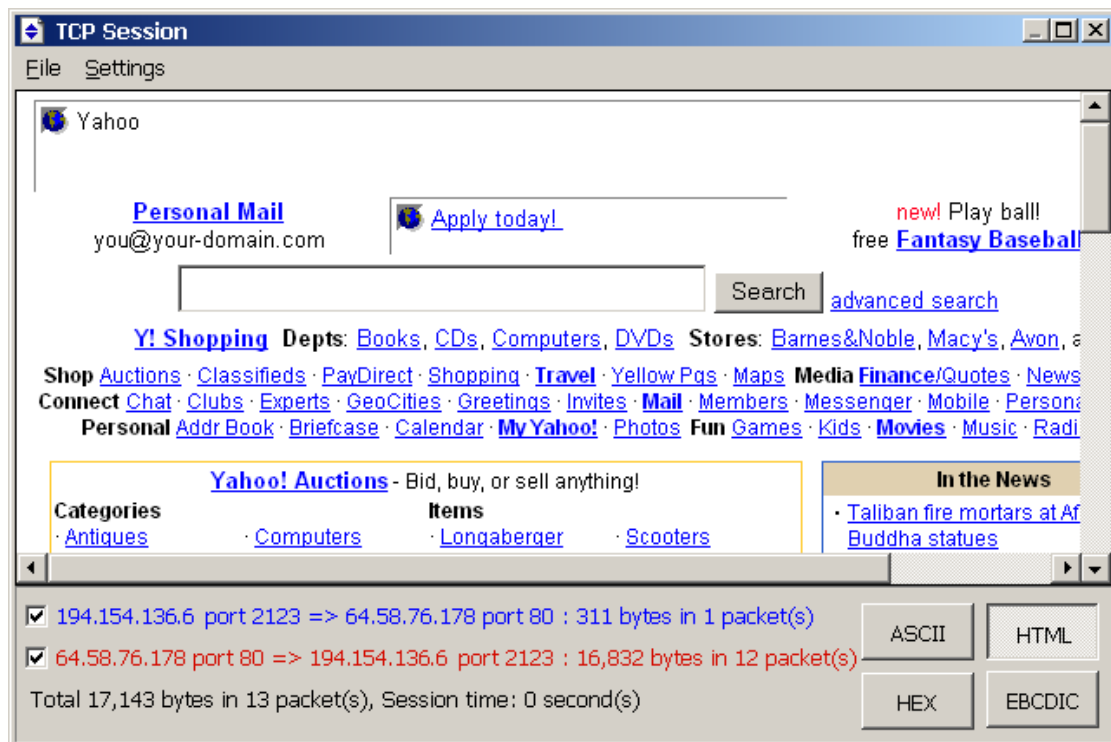 TCP Session
File Settings
Yahoo
Personal Mail
you@your-domain.com
Apply today!
new! Play ball!
free Fantasy Baseball
Search
advanced search
Y! Shopping Depts: Books, CDs, Computers, DVDs Stores: Barnes&Noble, Macy's, Avon, a
Shop Auctions · Classifieds · PayDirect · Shopping · Travel · Yellow Pgs · Maps Media Finance/Quotes · News
Connect Chat · Clubs · Experts · GeoCities · Greetings · Invites · Mail · Members · Messenger · Mobile · Persona
Personal Addr Book · Briefcase · Calendar · My Yahoo! · Photos Fun Games · Kids · Movies · Music · Radi
Yahoo! Auctions - Bid, buy, or sell anything!
Categories Items
· Antiques · Computers · Longaberger · Scooters
In the News
· Taliban fire mortars at Af
Buddha statues
194.154.136.6 port 2123 => 64.58.76.178 port 80 : 311 bytes in 1 packet(s)
64.58.76.178 port 80 => 194.154.136.6 port 2123 : 16,832 bytes in 12 packet(s)
Total 17,143 bytes in 13 packet(s), Session time: 0 second(s)
ASCII HTML
HEX EBCDIC